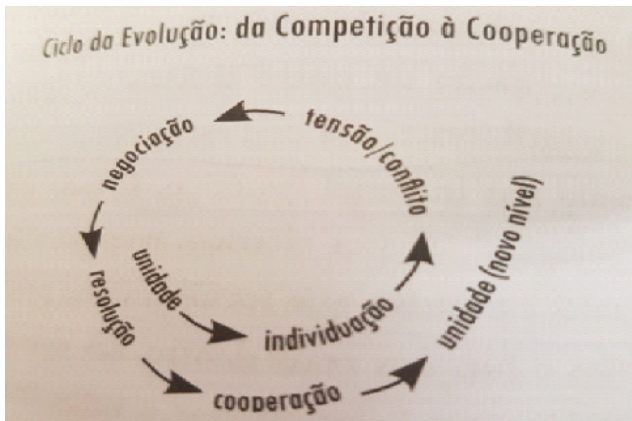 Ciclo da Evolução: da Competição à Cooperação
unidade
individuação
tensão/conflito
negociação
resolução
cooperação
unidade (novo nível)